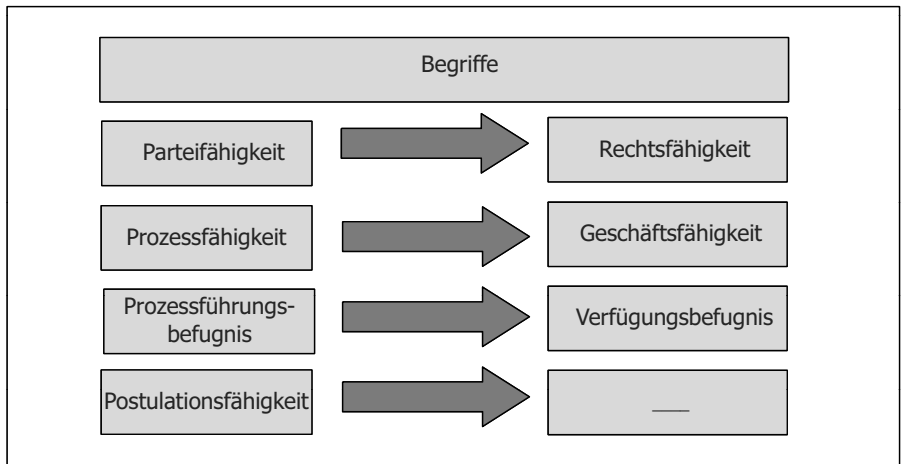 Begriffe
Parteifähigkeit
Rechtsfähigkeit
Prozessfähigkeit
Geschäftsfähigkeit
Prozessführungs-
befugnis
Verfügungsbefugnis
Postulationsfähigkeit
___